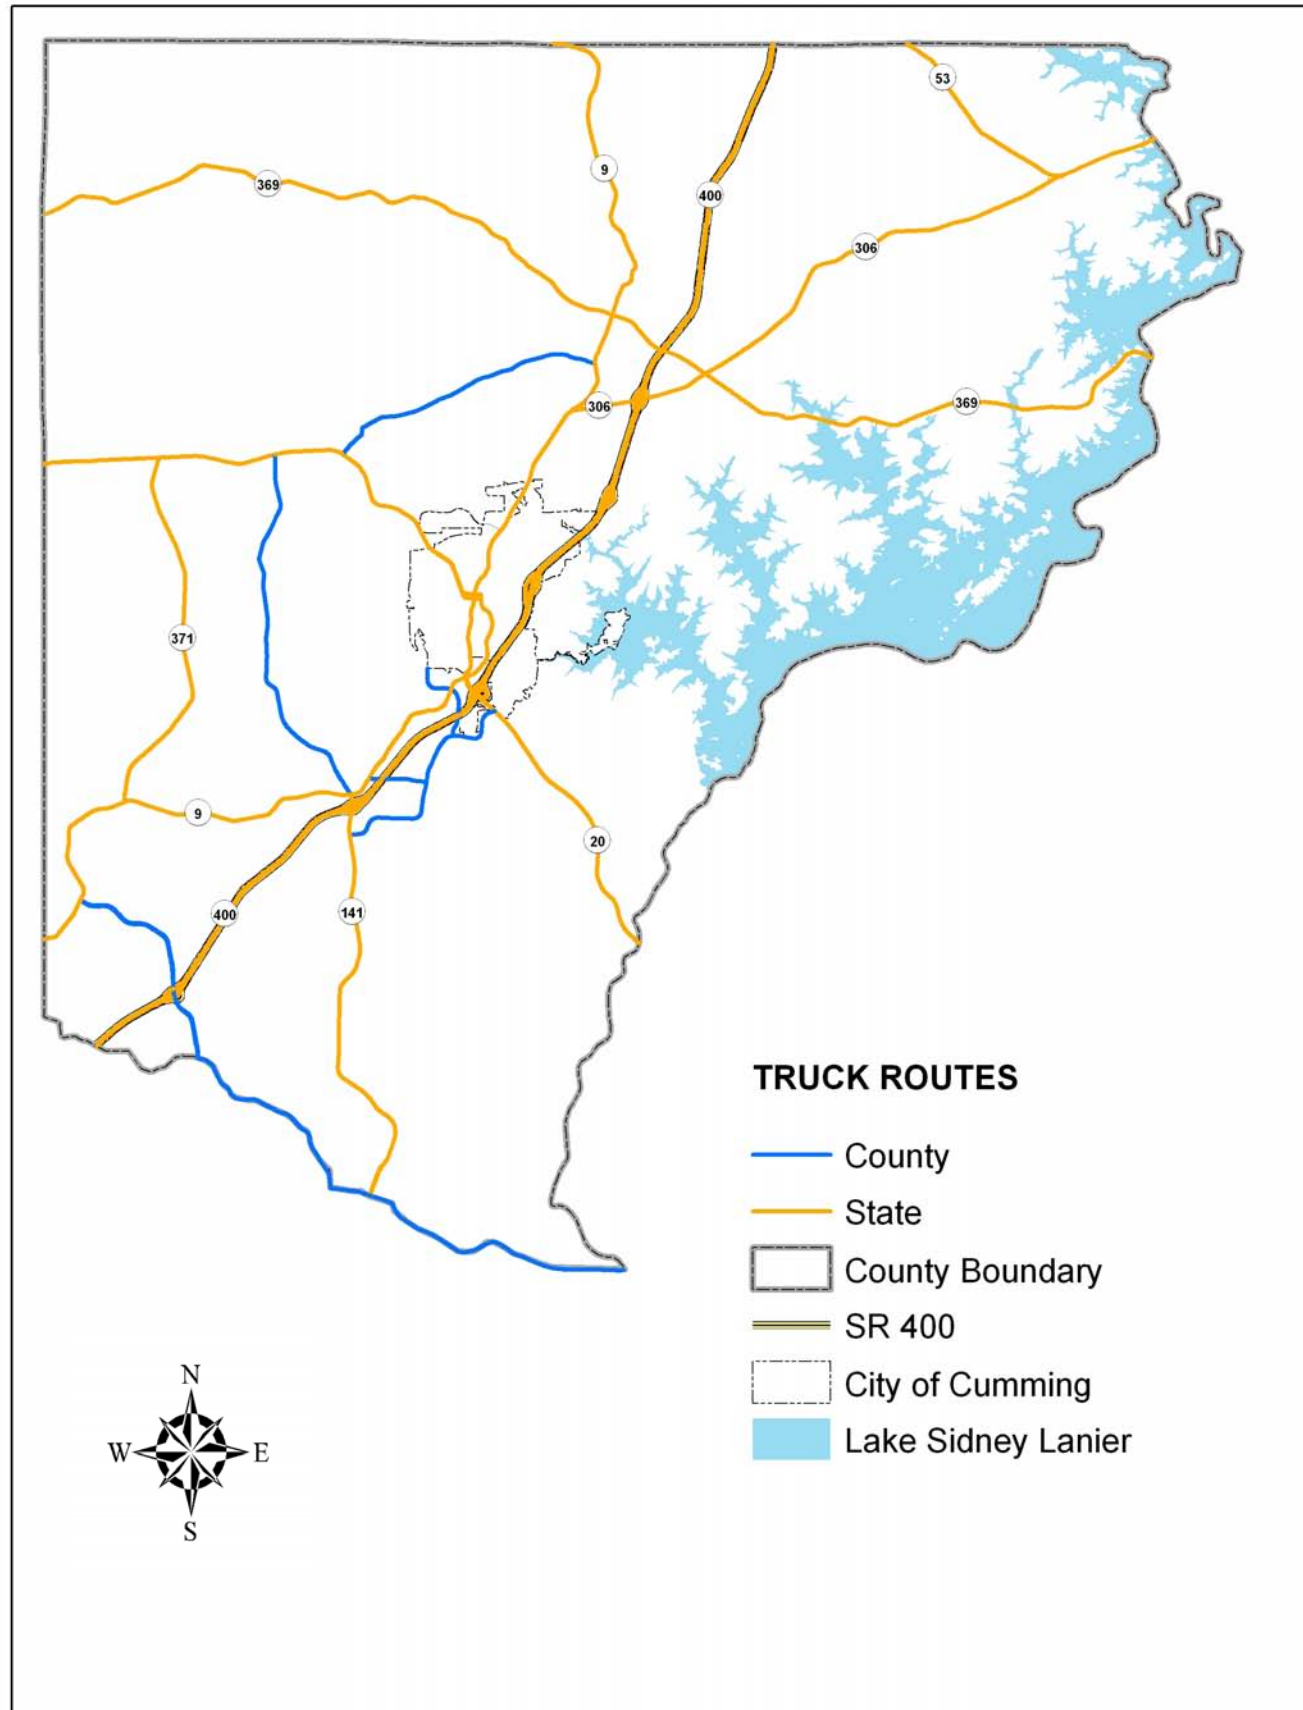 53
9
369
400
306
306
369
371
9
20
400
141
TRUCK ROUTES
County
State
County Boundary
SR 400
City of Cumming
Lake Sidney Lanier
N
W E
S